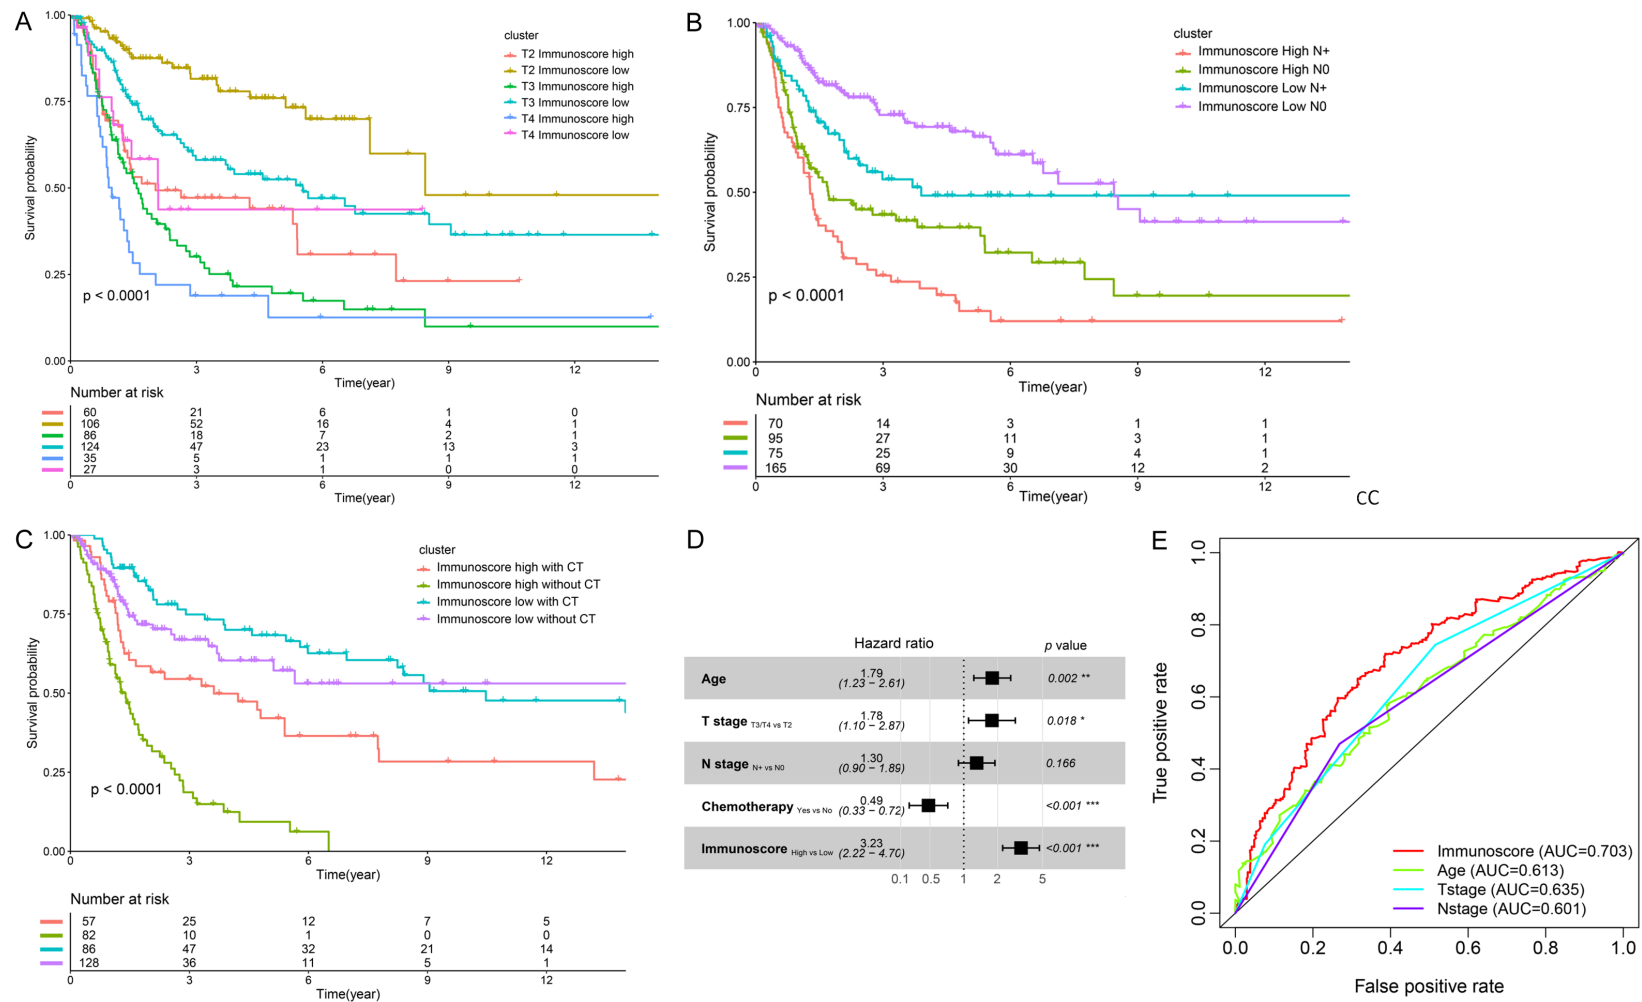 A
1.00
0.75
0.50
0.25
0.00
Survival probability
cluster
T2 Immunoscore high
T2 Immunoscore low
T3 Immunoscore high
T3 Immunoscore low
T4 Immunoscore high
T4 Immunoscore low
p < 0.0001
0 3 6 9 12
Time(year)
Number at risk
60 21 6 1 0
106 52 16 4 1
86 18 7 2 1
124 47 23 13 3
35 5 1 1 1
27 3 1 0 0
0 3 6 9 12
Time(year)
B
1.00
0.75
0.50
0.25
0.00
Survival probability
cluster
Immunoscore High N+
Immunoscore High N0
Immunoscore Low N+
Immunoscore Low N0
p < 0.0001
0 3 6 9 12
Time(year)
Number at risk
70 14 3 1 1
95 27 11 3 1
75 25 9 4 1
165 69 30 12 2
0 3 6 9 12
Time(year)
CC
C
1.00
0.75
0.50
0.25
0.00
Survival probability
cluster
Immunoscore high with CT
Immunoscore high without CT
Immunoscore low with CT
Immunoscore low without CT
p < 0.0001
0 3 6 9 12
Time(year)
Number at risk
57 25 12 7 5
82 10 1 0 0
86 47 32 21 14
128 36 11 5 1
0 3 6 9 12
Time(year)
D
Hazard ratio p value
Age 1.79 (1.23 − 2.61) 0.002 **
T stage T3/T4 vs T2 1.78 (1.10 − 2.87) 0.018 *
N stage N+ vs N0 1.30 (0.90 − 1.89) 0.166
Chemotherapy Yes vs No 0.49 (0.33 − 0.72) <0.001 ***
Immunoscore High vs Low 3.23 (2.22 − 4.70) <0.001 ***
0.1 0.5 1 2 5
E
1.0
0.8
0.6
0.4
0.2
0.0
True positive rate
Immunoscore (AUC=0.703)
Age (AUC=0.613)
Tstage (AUC=0.635)
Nstage (AUC=0.601)
0.0 0.2 0.4 0.6 0.8 1.0
False positive rate